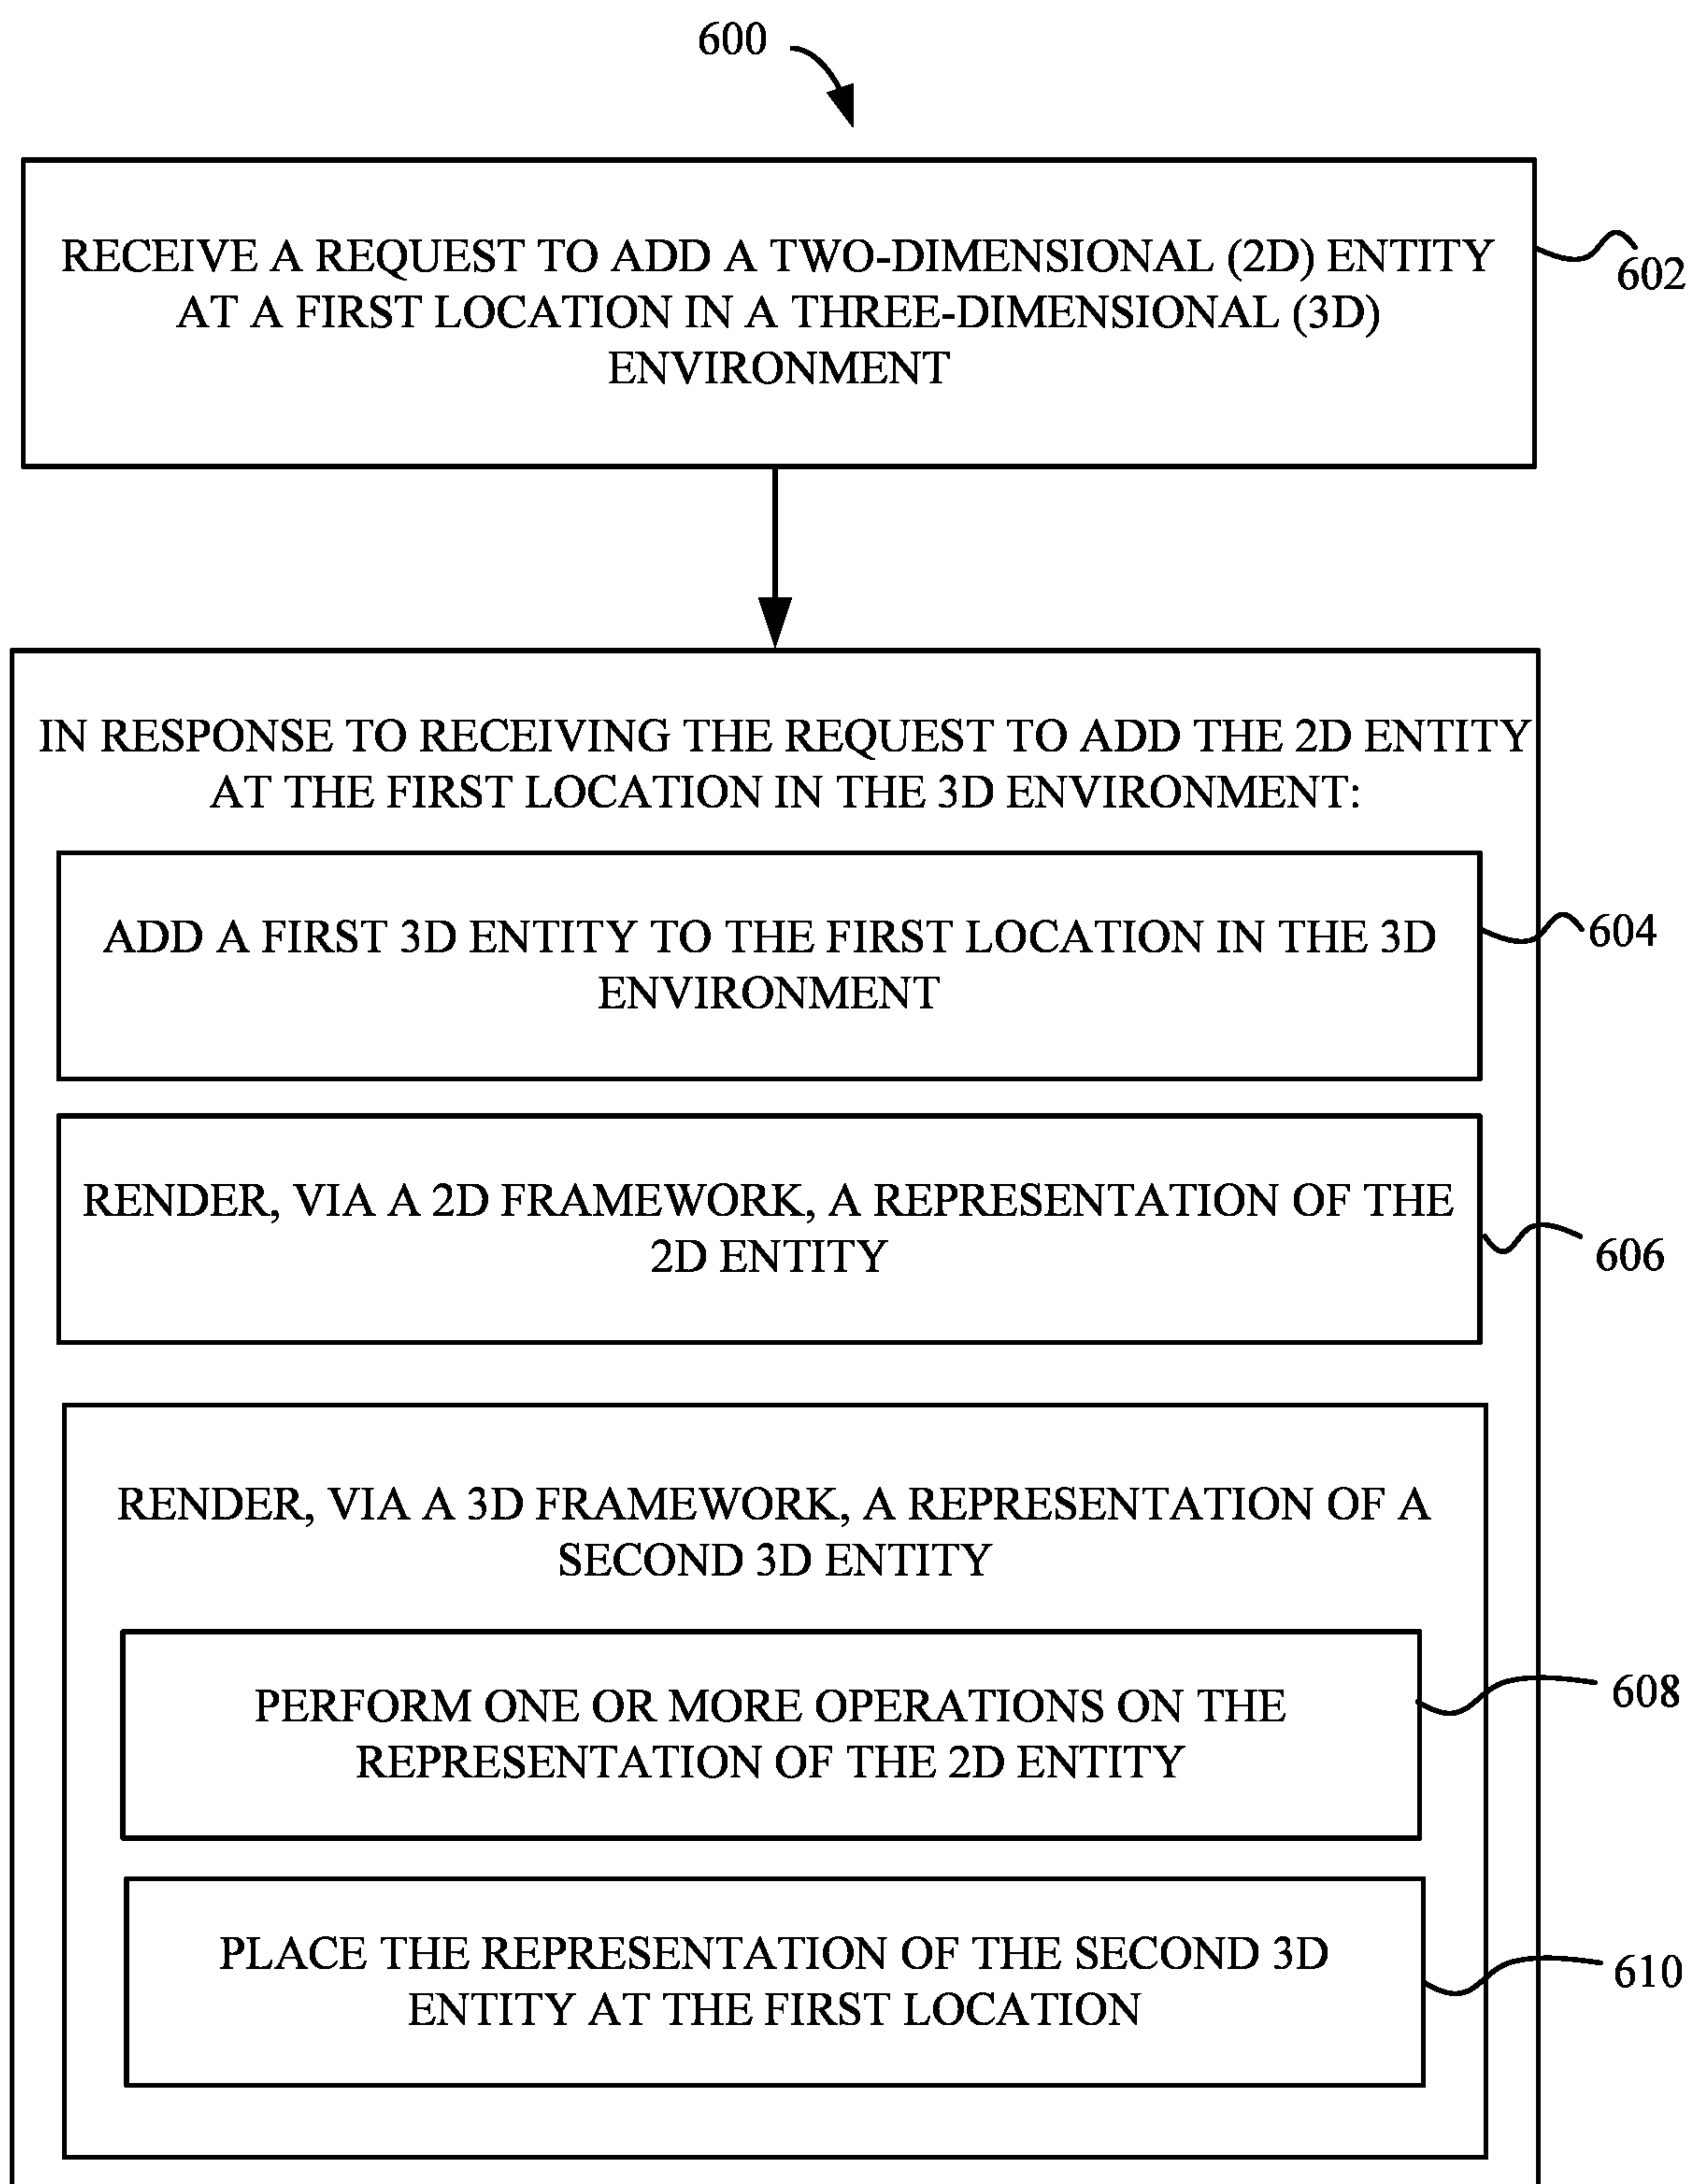 600
RECEIVE A REQUEST TO ADD A TWO-DIMENSIONAL (2D) ENTITY
AT A FIRST LOCATION IN A THREE-DIMENSIONAL (3D)
ENVIRONMENT
602
IN RESPONSE TO RECEIVING THE REQUEST TO ADD THE 2D ENTITY
AT THE FIRST LOCATION IN THE 3D ENVIRONMENT:
ADD A FIRST 3D ENTITY TO THE FIRST LOCATION IN THE 3D
ENVIRONMENT
604
RENDER, VIA A 2D FRAMEWORK, A REPRESENTATION OF THE
2D ENTITY
606
RENDER, VIA A 3D FRAMEWORK, A REPRESENTATION OF A
SECOND 3D ENTITY
PERFORM ONE OR MORE OPERATIONS ON THE
REPRESENTATION OF THE 2D ENTITY
608
PLACE THE REPRESENTATION OF THE SECOND 3D
ENTITY AT THE FIRST LOCATION
610